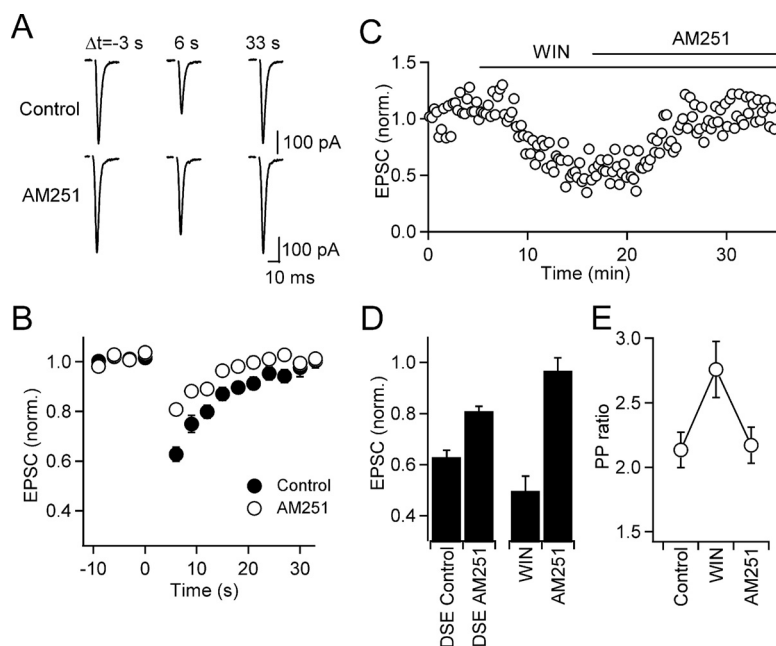 A
Δt=-3 s 6 s 33 s
Control
100 pA
AM251
100 pA
10 ms
C
WIN
AM251
EPSC (norm.)
1.5
1.0
0.5
0.0
0 10 20 30
Time (min)
B
EPSC (norm.)
1.0
0.8
0.6
0.4
Control
AM251
-10 0 10 20 30
Time (s)
D
EPSC (norm.)
1.0
0.8
0.6
0.4
DSE Control
DSE AM251
WIN
AM251
E
PP ratio
3.0
2.5
2.0
1.5
Control
WIN
AM251